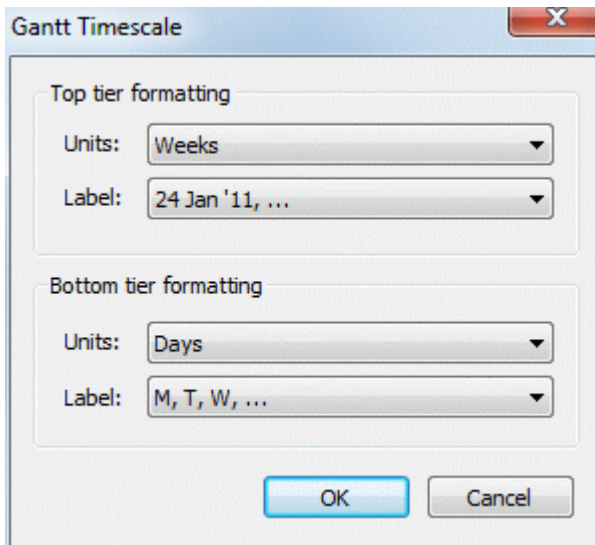 Gantt Timescale
Top tier formatting
Units: Weeks
Label: 24 Jan '11, ...
Bottom tier formatting
Units: Days
Label: M, T, W, ...
OK Cancel